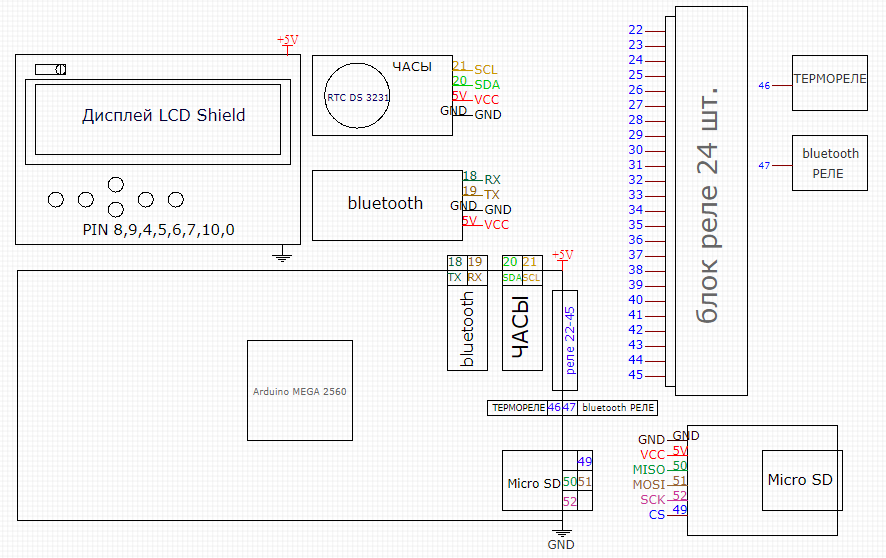 +5V
Дисплей LCD Shield
PIN 8,9,4,5,6,7,10,0
ЧАСЫ
RTC DS 3231
21 SCL
20 SDA
5V VCC
GND GND
bluetooth
18 RX
19 TX
GND GND
5V VCC
22
23
24
25
26
27
28
29
30
31
32
33
34
35
36
37
38
39
40
41
42
43
44
45
блок реле 24 шт.
46 ТЕРМОРЕЛЕ
47 bluetooth
РЕЛЕ
Arduino MEGA 2560
18 19
TX RX
bluetooth
20 21
SDA SCL
ЧАСЫ
+5V
реле 22-45
ТЕРМОРЕЛЕ 46 47 bluetooth РЕЛЕ
Micro SD
49
50 51
52
GND
GND GND
VCC 5V
MISO 50
MOSI 51
SCK 52
CS 49
Micro SD